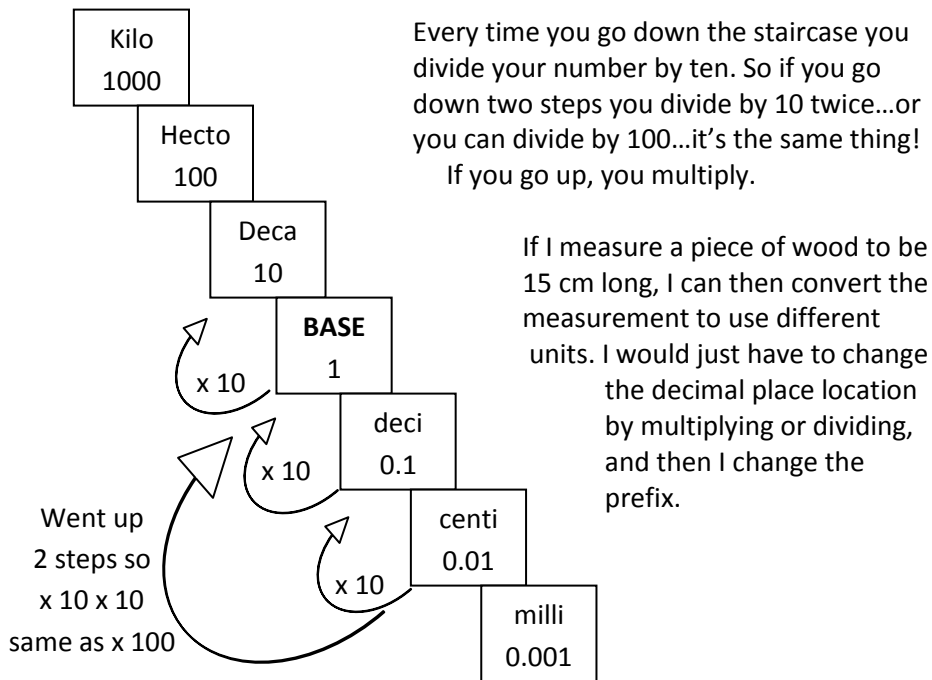 Kilo
1000
Hecto
100
Deca
10
BASE
1
deci
0.1
centi
0.01
milli
0.001
Every time you go down the staircase you
divide your number by ten. So if you go
down two steps you divide by 10 twice…or
you can divide by 100…it’s the same thing!
If you go up, you multiply.
If I measure a piece of wood to be
15 cm long, I can then convert the
measurement to use different
units. I would just have to change
the decimal place location
by multiplying or dividing,
and then I change the
prefix.
x 10
x 10
x 10
Went up
2 steps so
x 10 x 10
same as x 100